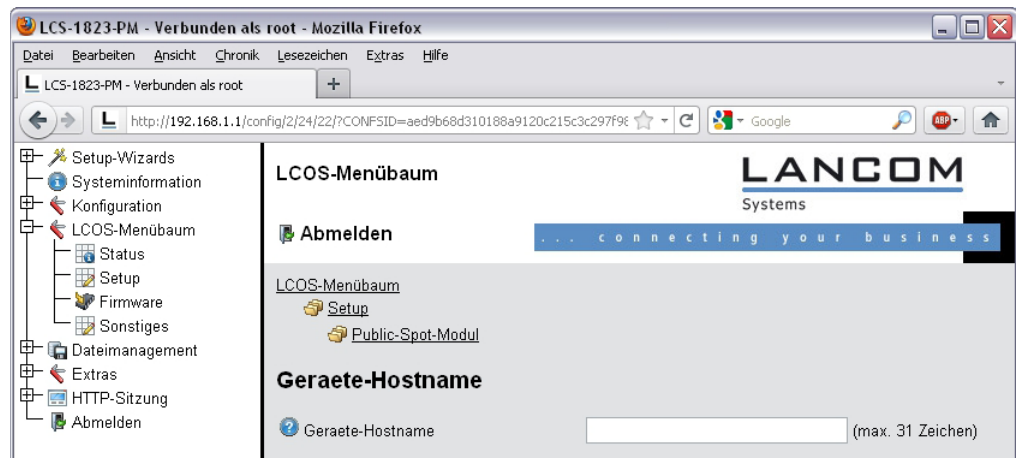 LCS-1823-PM - Verbunden als root - Mozilla Firefox
Datei Bearbeiten Ansicht Chronik Lesezeichen Extras Hilfe
LCS-1823-PM - Verbunden als root
http://192.168.1.1/config/2/24/22/?CONFSID=aed9b68d310188a9120c215c3c297f98
Google
ABP
Setup-Wizards
Systeminformation
Konfiguration
LCOS-Menübaum
Status
Setup
Firmware
Sonstiges
Dateimanagement
Extras
HTTP-Sitzung
Abmelden
LCOS-Menübaum
LANCOM
Systems
Abmelden
... connecting your business
LCOS-Menübaum
Setup
Public-Spot-Modul
Geraete-Hostname
Geraete-Hostname (max. 31 Zeichen)